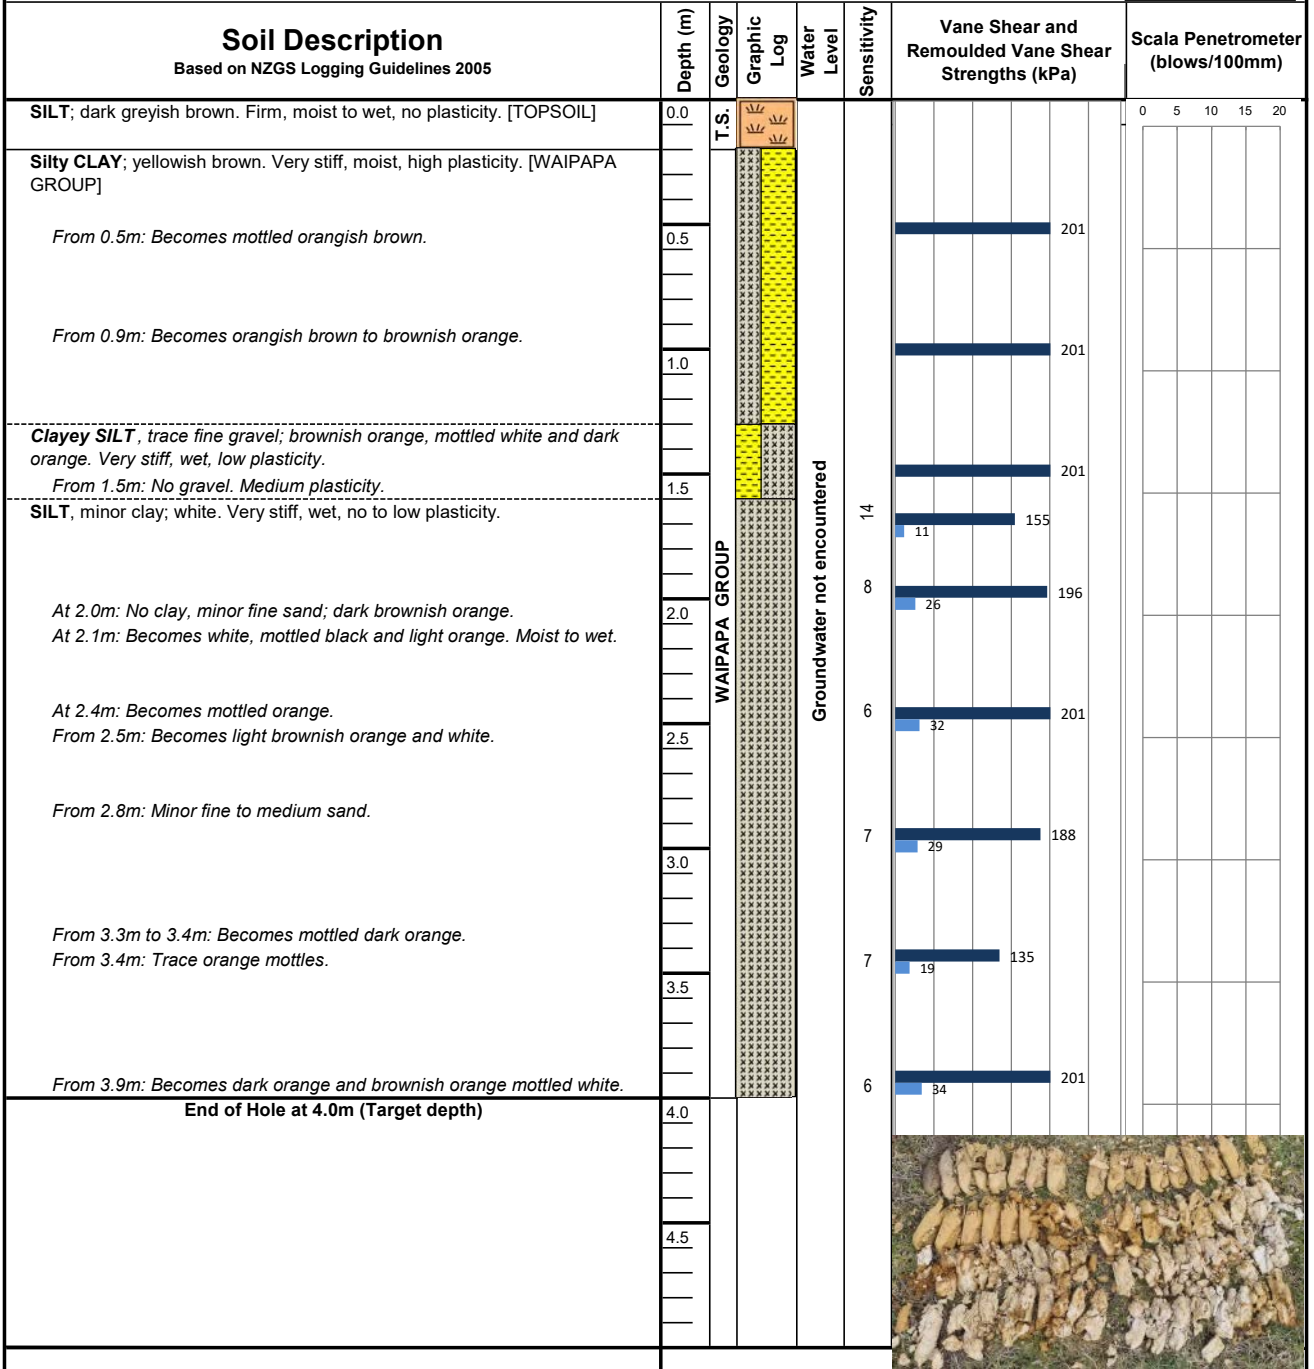 Soil Description
Based on NZGS Logging Guidelines 2005
Depth (m)
Geology
Graphic
Log
Water
Level
Sensitivity
Vane Shear and
Remoulded Vane Shear
Strengths (kPa)
Scala Penetrometer
(blows/100mm)
0 5 10 15 20
SILT; dark greyish brown. Firm, moist to wet, no plasticity. [TOPSOIL]
0.0
T.S.
Silty CLAY; yellowish brown. Very stiff, moist, high plasticity. [WAIPAPA
GROUP]
From 0.5m: Becomes mottled orangish brown.
0.5
201
From 0.9m: Becomes orangish brown to brownish orange.
1.0
201
Clayey SILT , trace fine gravel; brownish orange, mottled white and dark
orange. Very stiff, wet, low plasticity.
201
From 1.5m: No gravel. Medium plasticity.
1.5
SILT, minor clay; white. Very stiff, wet, no to low plasticity.
14
155
11
WAIPAPA GROUP
Groundwater not encountered
8
196
26
At 2.0m: No clay, minor fine sand; dark brownish orange.
2.0
At 2.1m: Becomes white, mottled black and light orange. Moist to wet.
At 2.4m: Becomes mottled orange.
6
201
32
From 2.5m: Becomes light brownish orange and white.
2.5
From 2.8m: Minor fine to medium sand.
7
188
29
3.0
From 3.3m to 3.4m: Becomes mottled dark orange.
From 3.4m: Trace orange mottles.
7
135
19
3.5
From 3.9m: Becomes dark orange and brownish orange mottled white.
6
201
34
End of Hole at 4.0m (Target depth)
4.0
4.5